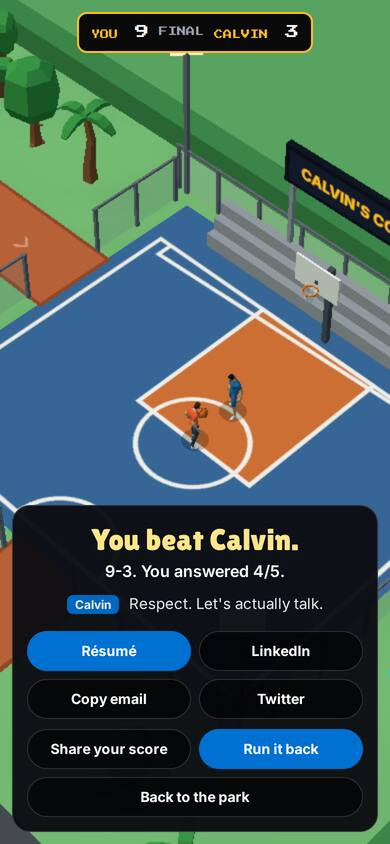 YOU 9 FINAL CALVIN 3
CALVIN'S
You beat Calvin.
9-3. You answered 4/5.
Calvin Respect. Let's actually talk.
Résumé LinkedIn
Copy email Twitter
Share your score Run it back
Back to the park